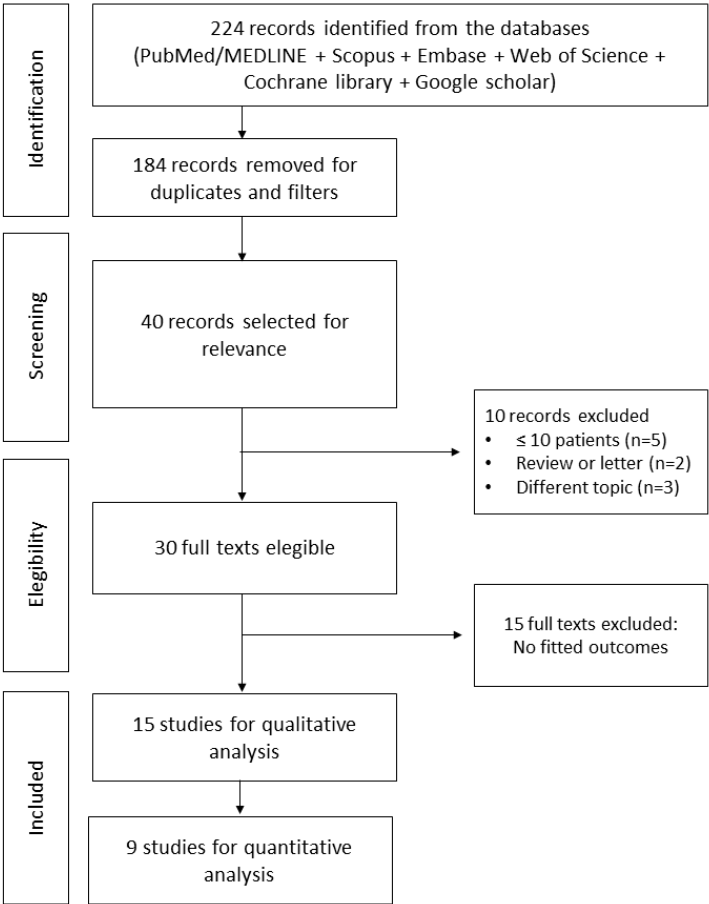 Identification
224 records identified from the databases
(PubMed/MEDLINE + Scopus + Embase + Web of Science +
Cochrane library + Google scholar)
184 records removed for
duplicates and filters
Screening
40 records selected for
relevance
10 records excluded
• ≤ 10 patients (n=5)
• Review or letter (n=2)
• Different topic (n=3)
Elegibility
30 full texts elegible
15 full texts excluded:
No fitted outcomes
Included
15 studies for qualitative
analysis
9 studies for quantitative
analysis